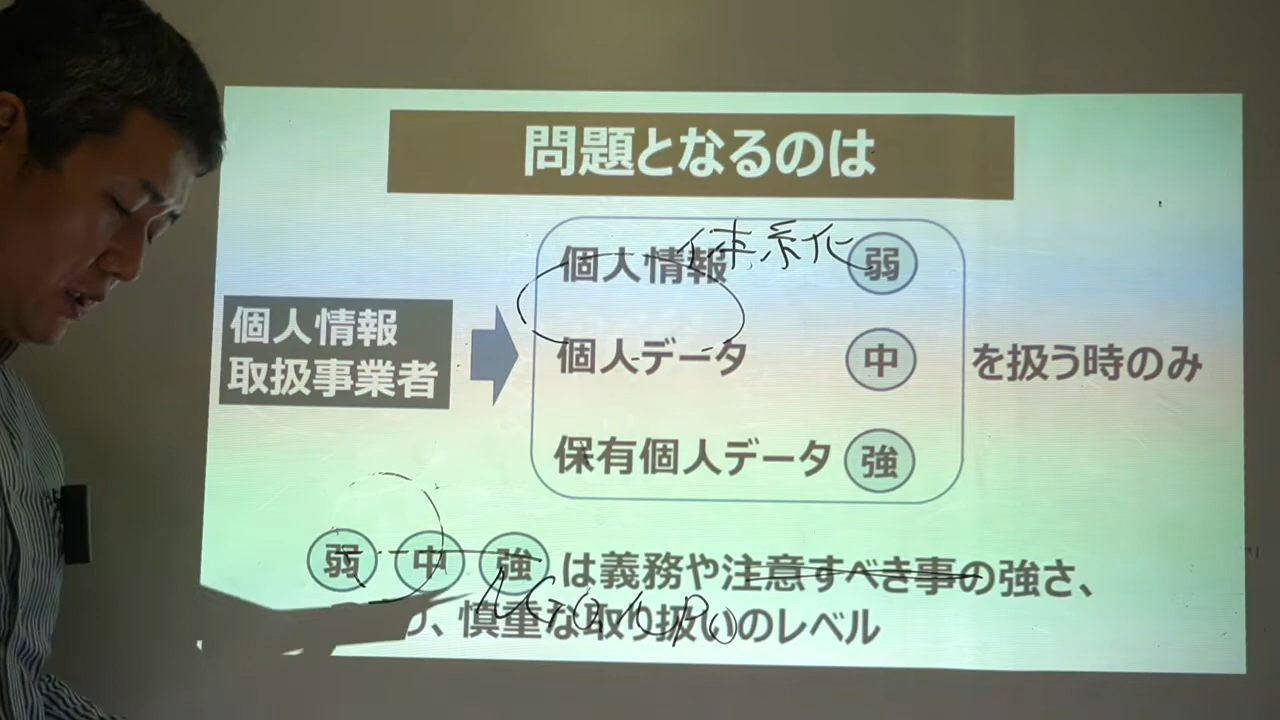 問題となるのは
個人情報
取扱事業者
個人情報 弱
体系化
個人データ 中
保有個人データ 強
を扱う時のみ
弱 中 強 は義務や注意すべき事の強さ、
、慎重な取り扱いのレベル